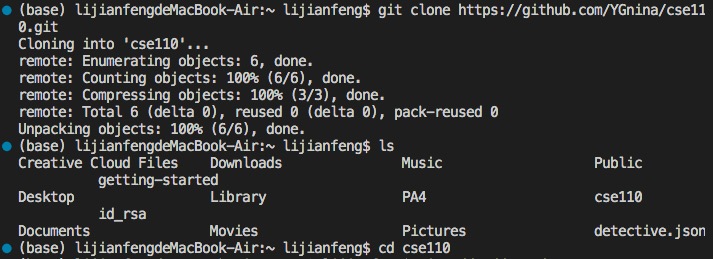 (base) lijianfengdeMacBook-Air:~ lijianfeng$ git clone https://github.com/YGnina/cse11
0.git
Cloning into 'cse110'...
remote: Enumerating objects: 6, done.
remote: Counting objects: 100% (6/6), done.
remote: Compressing objects: 100% (3/3), done.
remote: Total 6 (delta 0), reused 0 (delta 0), pack-reused 0
Unpacking objects: 100% (6/6), done.
(base) lijianfengdeMacBook-Air:~ lijianfeng$ ls
Creative Cloud Files    Downloads               Music                   Public
          getting-started
Desktop                 Library                 PA4                     cse110
          id_rsa
Documents               Movies                  Pictures                detective.json
(base) lijianfengdeMacBook-Air:~ lijianfeng$ cd cse110